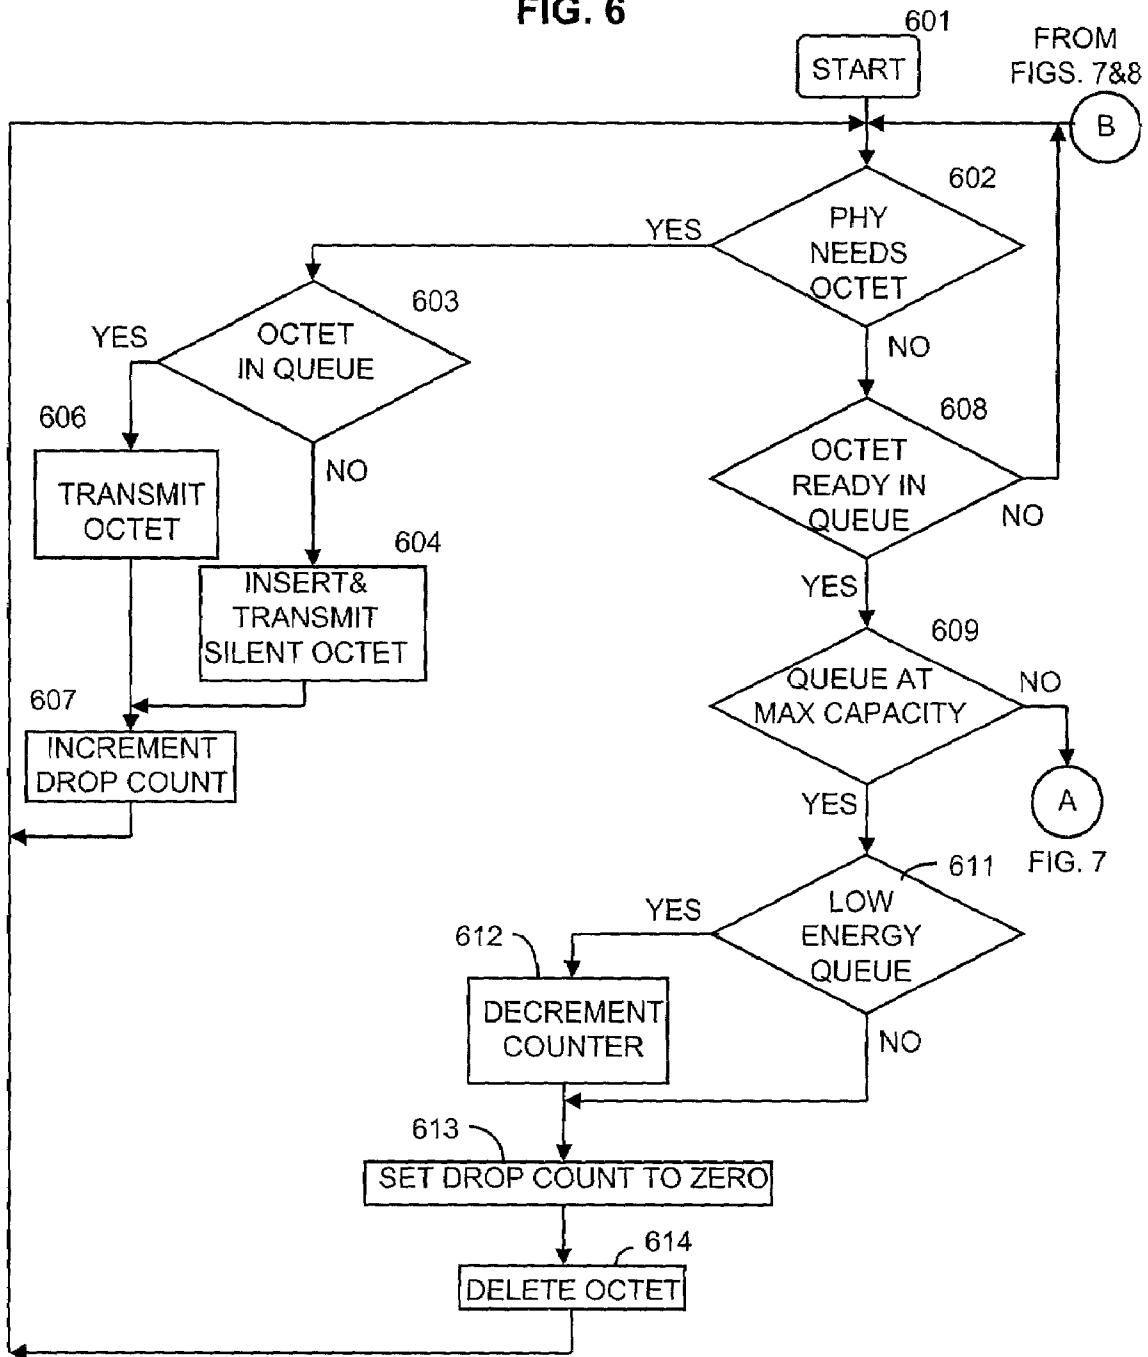 FIG. 6
601
START
FROM
FIGS. 7&8
B
602
PHY
NEEDS
OCTET
YES
NO
603
OCTET
IN QUEUE
YES
NO
606
TRANSMIT
OCTET
604
INSERT&
TRANSMIT
SILENT OCTET
607
INCREMENT
DROP COUNT
608
OCTET
READY IN
QUEUE
NO
YES
609
QUEUE AT
MAX CAPACITY
NO
YES
A
FIG. 7
611
LOW
ENERGY
QUEUE
YES
NO
612
DECREMENT
COUNTER
613
SET DROP COUNT TO ZERO
614
DELETE OCTET